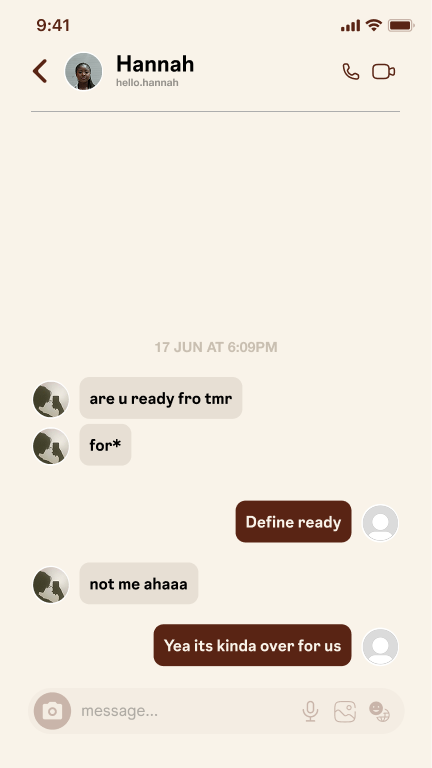 9:41
Hannah
hello.hannah
17 JUN AT 6:09PM
are u ready fro tmr
for*
Define ready
not me ahaaa
Yea its kinda over for us
message...